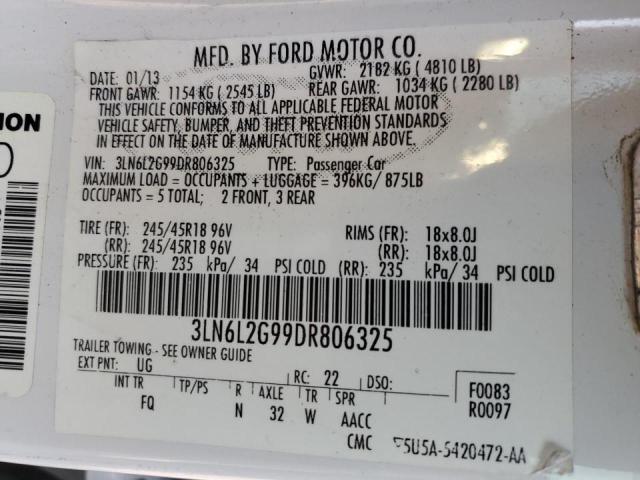 MFD. BY FORD MOTOR CO.
DATE: 01/13 GVWR: 2182 KG ( 4810 LB)
FRONT GAWR: 1154 KG ( 2545 LB) REAR GAWR: 1034 KG ( 2280 LB)
THIS VEHICLE CONFORMS TO ALL APPLICABLE FEDERAL MOTOR
VEHICLE SAFETY, BUMPER, AND THEFT PREVENTION STANDARDS
IN EFFECT ON THE DATE OF MANUFACTURE SHOWN ABOVE.
VIN: 3LN6L2G99DR806325 TYPE: Passenger Car
MAXIMUM LOAD = OCCUPANTS + LUGGAGE = 396KG/ 875LB
OCCUPANTS = 5 TOTAL; 2 FRONT, 3 REAR
TIRE (FR): 245/45R18 96V RIMS (FR): 18x8.0J
(RR): 245/45R18 96V (RR): 18x8.0J
PRESSURE (FR): 235 kPa/ 34 PSI COLD (RR): 235 kPa/ 34 PSI COLD
3LN6L2G99DR806325
TRAILER TOWING - SEE OWNER GUIDE
EXT PNT: UG RC: 22 DSO:
INT TR TP/PS R AXLE TR SPR F0083
FQ N 32 W AACC R0097
CMC 5U5A-5420472-AA
ION